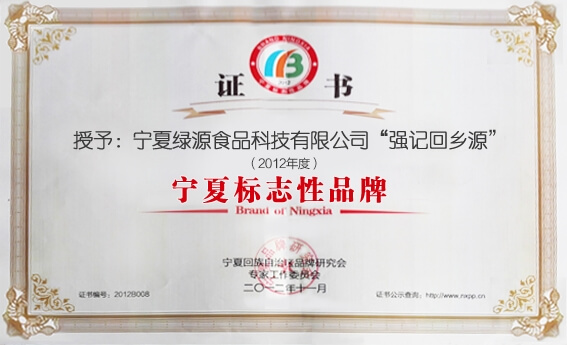 BRAND NINGXIA
证 书
授予：宁夏绿源食品科技有限公司“强记回乡源”
（2012年度）
宁夏标志性品牌
Brand of Ningxia
宁夏回族自治区品牌研究会
专家工作委员会
二〇一二年十一月
证书编号：2012B008
证书公示查询：http://www.nxpp.cn